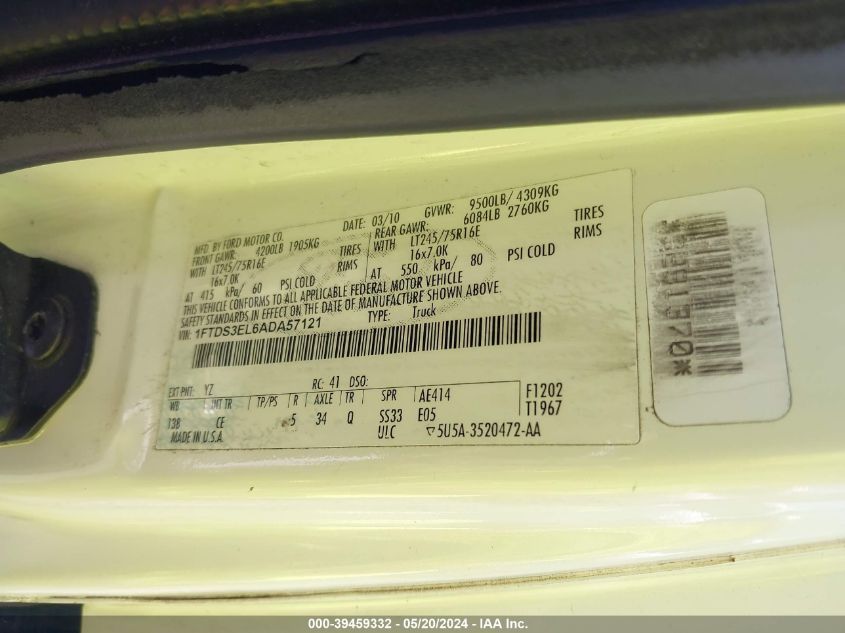 MFD. BY FORD MOTOR CO.
DATE: 03/10 GVWR: 9500LB/ 4309KG
FRONT GAWR: 4200LB 1905KG
REAR GAWR: 6084LB 2760KG
WITH LT245/75R16E TIRES
WITH LT245/75R16E TIRES
16x7.0K RIMS
16x7.0K RIMS
AT 415 kPa/ 60 PSI COLD
AT 550 kPa/ 80 PSI COLD
THIS VEHICLE CONFORMS TO ALL APPLICABLE FEDERAL MOTOR VEHICLE
SAFETY STANDARDS IN EFFECT ON THE DATE OF MANUFACTURE SHOWN ABOVE.
VIN: 1FTDS3EL6ADA57121
TYPE: Truck
EXT PNT: YZ RC: 41 DSO:
WB INT TR TP/PS R AXLE TR SPR AE414 F1202
138 CE 5 34 Q SS33 E05 T1967
MADE IN U.S.A. ULC ▽5U5A-3520472-AA
000-39459332 - 05/20/2024 - IAA Inc.